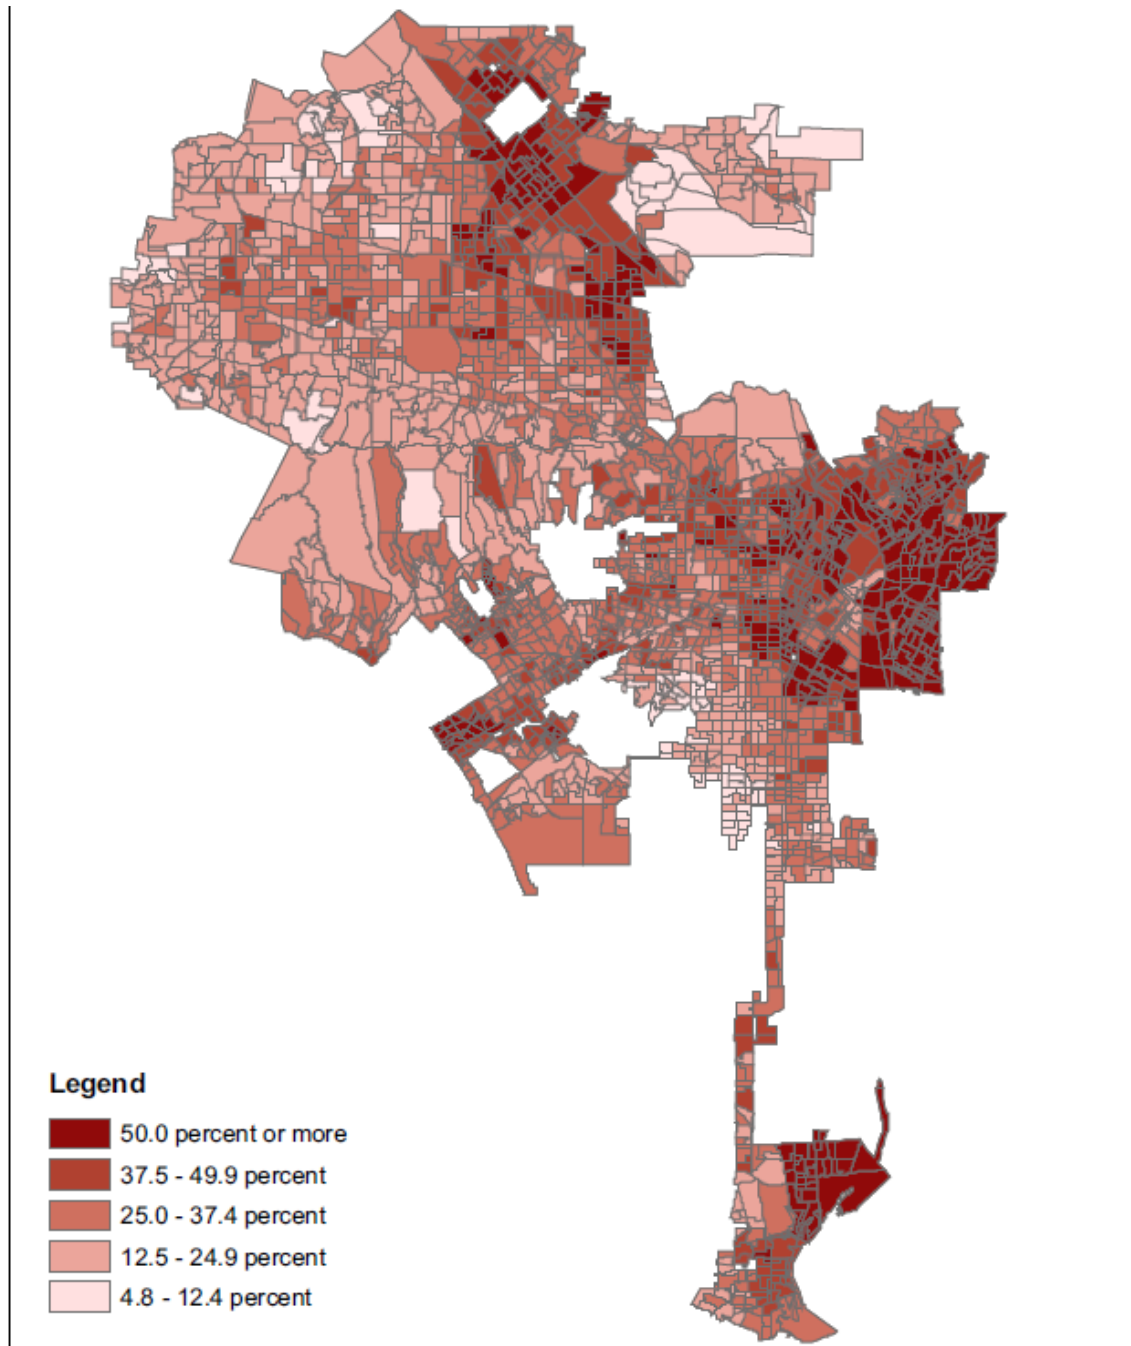 Legend
50.0 percent or more
37.5 - 49.9 percent
25.0 - 37.4 percent
12.5 - 24.9 percent
4.8 - 12.4 percent